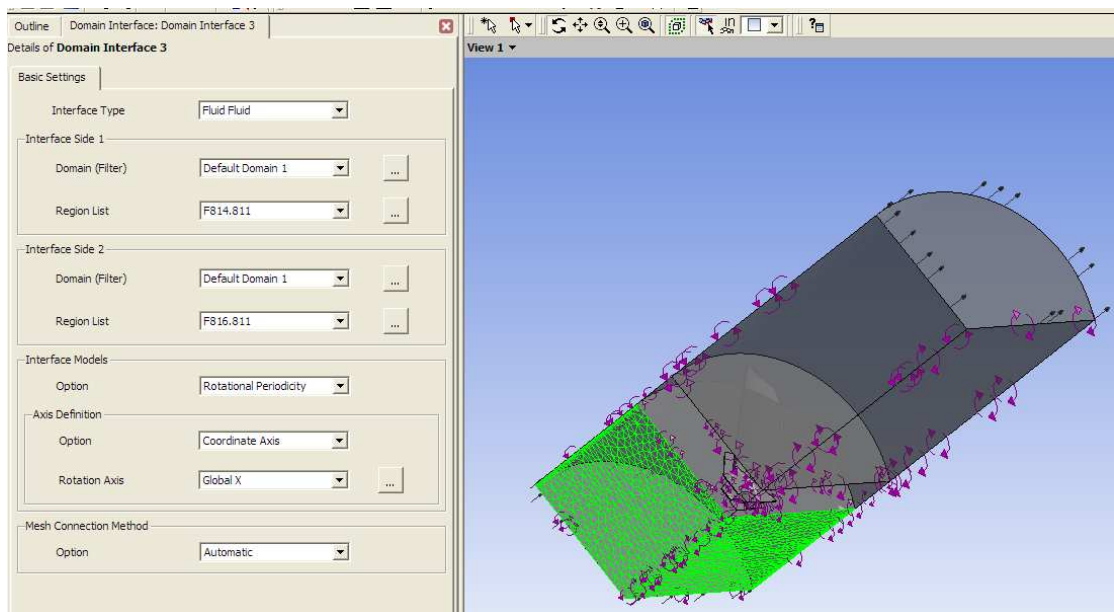 Outline Domain Interface: Domain Interface 3
Details of Domain Interface 3
View 1
Basic Settings
Interface Type Fluid Fluid
Interface Side 1
Domain (Filter) Default Domain 1 ...
Region List F814.811 ...
Interface Side 2
Domain (Filter) Default Domain 1 ...
Region List F816.811 ...
Interface Models
Option Rotational Periodicity
Axis Definition
Option Coordinate Axis
Rotation Axis Global X ...
Mesh Connection Method
Option Automatic